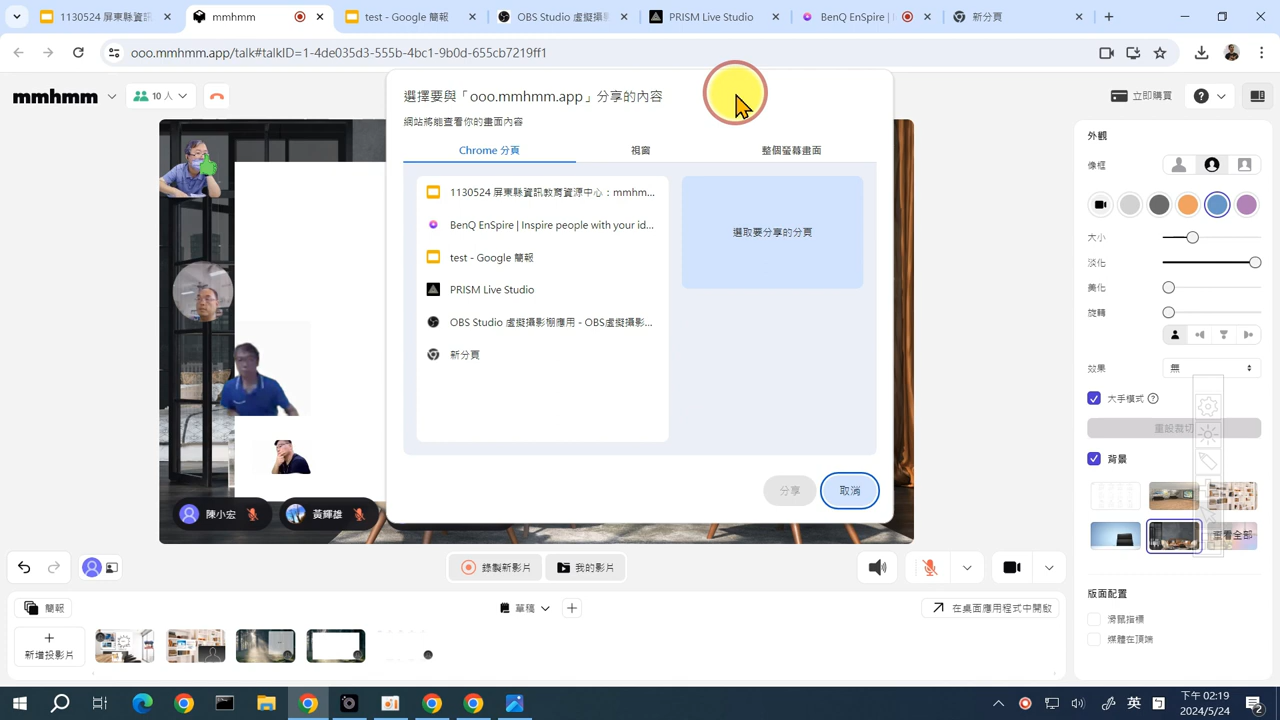 1130524 屏東縣資訊
mmhmm
test - Google 簡報
OBS Studio 虛擬攝影
PRISM Live Studio
BenQ EnSpire |
新分頁
ooo.mmhmm.app/talk#talkID=1-4de035d3-555b-4bc1-9b0d-655cb7219ff1
mmhmm
10 人
立即購買
選擇要與「ooo.mmhmm.app」分享的內容
網站將能查看你的畫面內容
Chrome 分頁
視窗
整個螢幕畫面
1130524 屏東縣資訊教育資源中心：mmhm...
BenQ EnSpire | Inspire people with your id...
test - Google 簡報
PRISM Live Studio
OBS Studio 虛擬攝影棚應用 - OBS虛擬攝影...
新分頁
選取要分享的分頁
分享
取消
外觀
像框
大小
淡化
美化
旋轉
效果
無
大手模式
重設裁切
背景
查看全部
版面配置
滑鼠指標
媒體在頂端
陳小宏
黃輝雄
錄製新影片
我的影片
簡報
草稿
在桌面應用程式中開啟
新增投影片
英
下午 02:19
2024/5/24
2